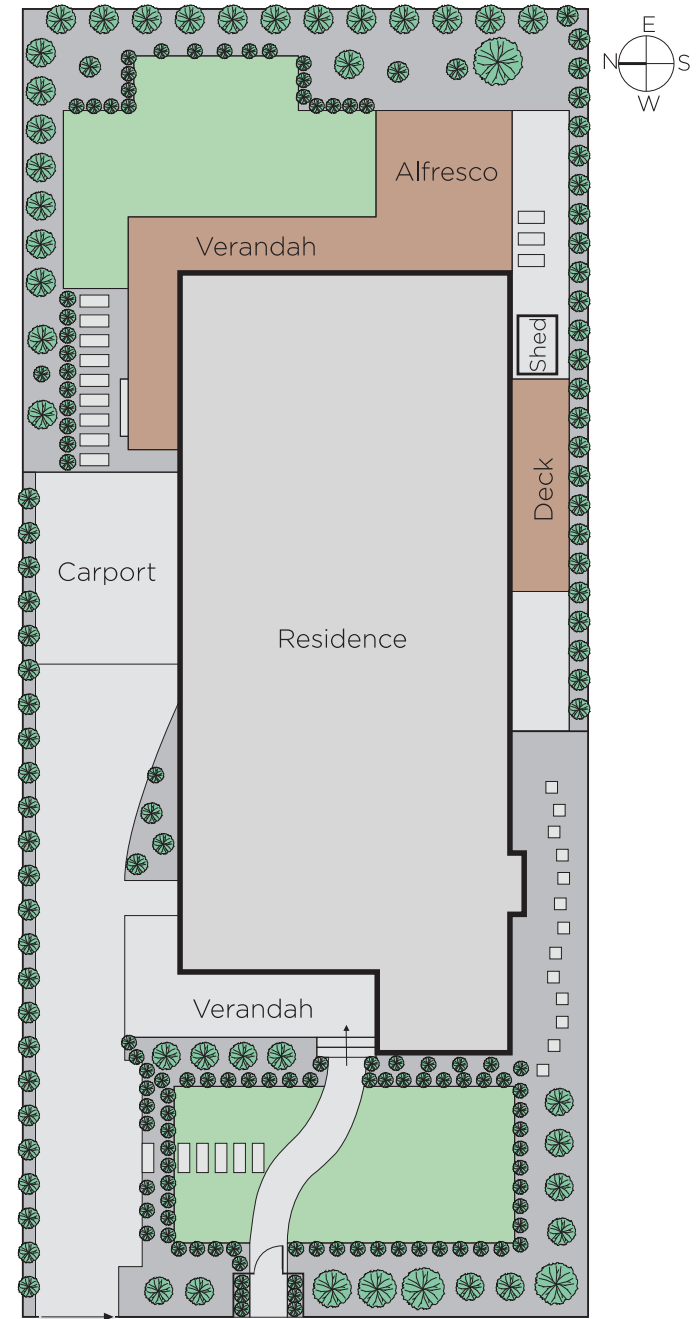 E
N S
W
Alfresco
Verandah
Shed
Deck
Carport
Residence
Verandah